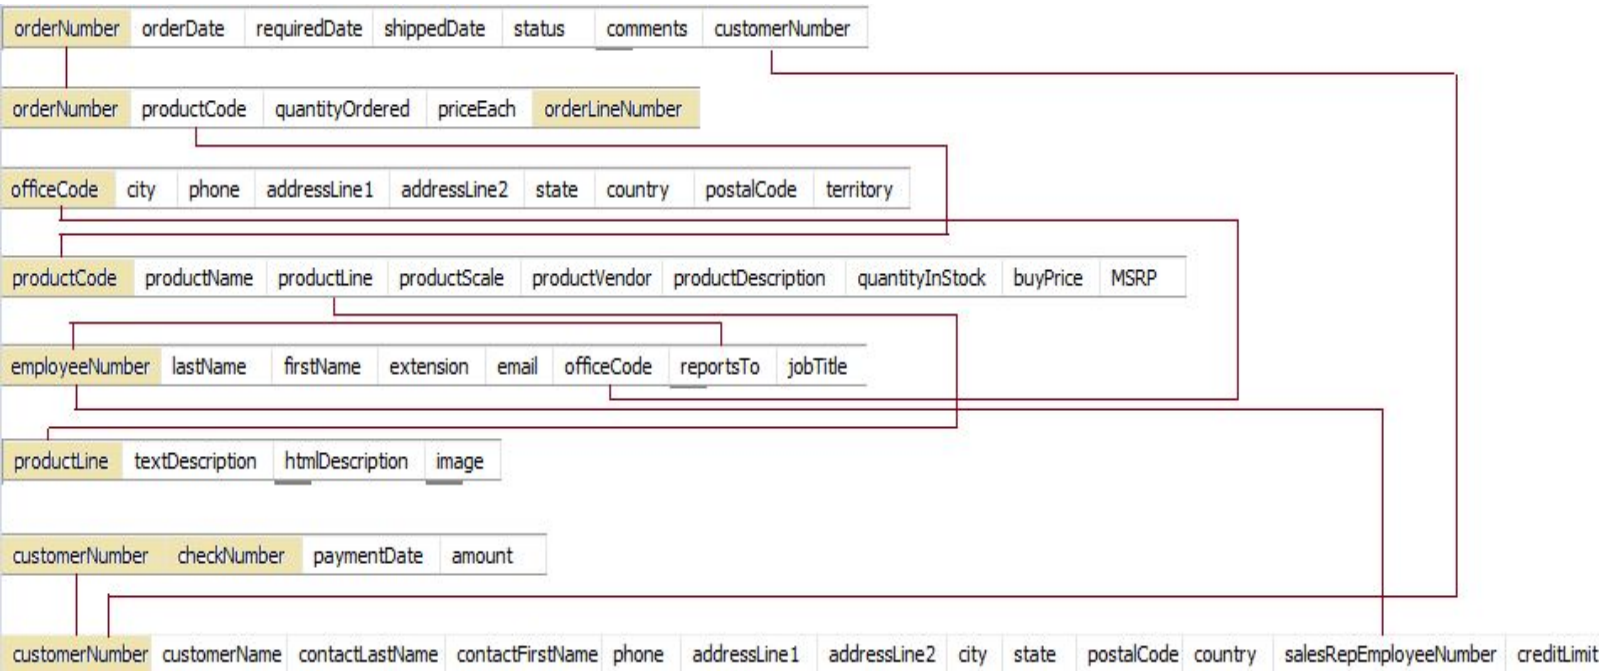 orderNumber orderDate requiredDate shippedDate status comments customerNumber
orderNumber productCode quantityOrdered priceEach orderLineNumber
officeCode city phone addressLine1 addressLine2 state country postalCode territory
productCode productName productLine productScale productVendor productDescription quantityInStock buyPrice MSRP
employeeNumber lastName firstName extension email officeCode reportsTo jobTitle
productLine textDescription htmlDescription image
customerNumber checkNumber paymentDate amount
customerNumber customerName contactLastName contactFirstName phone addressLine1 addressLine2 city state postalCode country salesRepEmployeeNumber creditLimit